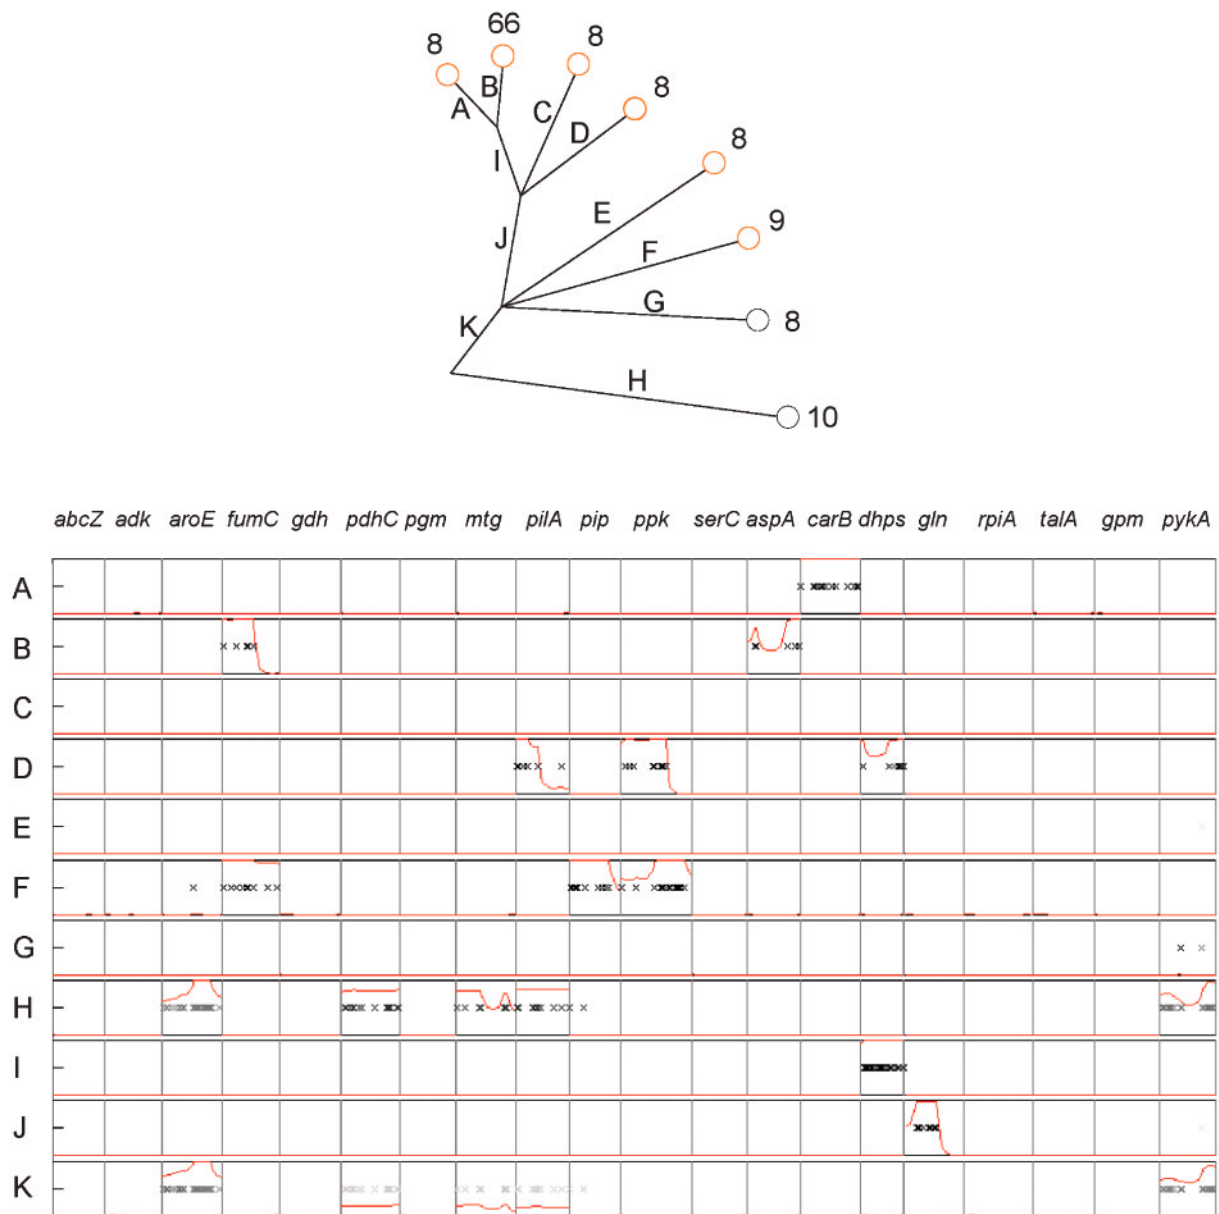 66
8 8
8
B
A C
D
I 8
E
J 9
F
G
K 8
H
10
abcZ adk aroE fumC gdh pdhC pgm mtg pilA pip ppk serC aspA carB dhps gln rpiA talA gpm pykA
A
B
C
D
E
F
G
H
I
J
K